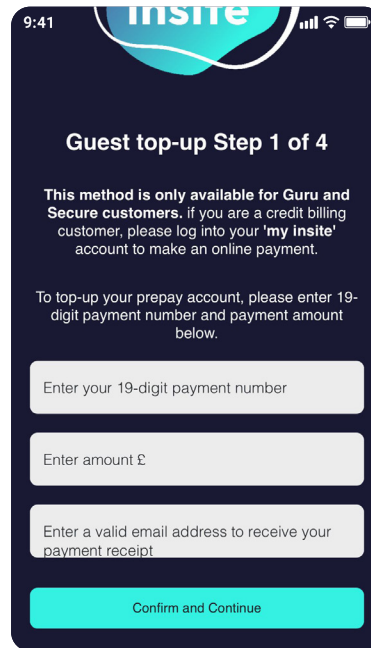 9:41
insite
Guest top-up Step 1 of 4
This method is only available for Guru and
Secure customers. if you are a credit billing
customer, please log into your 'my insite'
account to make an online payment.
To top-up your prepay account, please enter 19-
digit payment number and payment amount
below.
Enter your 19-digit payment number
Enter amount £
Enter a valid email address to receive your
payment receipt
Confirm and Continue